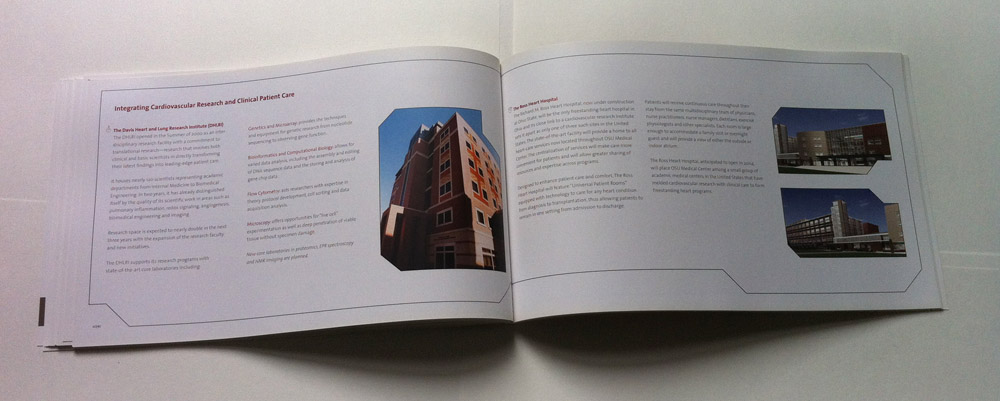 Integrating Cardiovascular Research and Clinical Patient Care
The Davis Heart and Lung Research Institute (DHLRI)
The DHLRI opened in the Summer of 2000 as an inter-
disciplinary research facility with a commitment to
translational research—research that involves both
clinical and basic scientists in directly transforming
their latest findings into leading-edge patient care.
It houses nearly 100 scientists representing academic
departments from Internal Medicine to Biomedical
Engineering. In two years, it has already distinguished
itself by the quality of its scientific work in areas such as
pulmonary inflammation, redox signaling, angiogenesis,
biomedical engineering and imaging.
Research space is expected to nearly double in the next
three years with the expansion of the research faculty
and new initiatives.
The DHLRI supports its research programs with
state-of-the-art core laboratories including:
Genetics and Microarray provides the techniques
and equipment for genetic research from automated
sequencing to scanning gene function.
Bioinformatics and Computational Biology allows for
varied data analysis, including the assembly and editing
of DNA sequence data and the storing and analysis of
gene chip data.
Flow Cytometry aids researchers with expertise in
theory, protocol development, cell sorting and data
acquisition analysis.
Microscopy offers opportunities for "live cell"
experimentation as well as deep penetration of viable
tissue without specimen damage.
New core laboratories in proteomics, EPR spectroscopy
and NMR imaging are planned.
The Ross Heart Hospital
The Richard M. Ross Heart Hospital, now under construction
at Ohio State, will be the only freestanding heart hospital in
Ohio and its close link to a cardiovascular research institute
sets it apart as only one of three such sites in the United
States. The state-of-the-art facility will provide a home to all
heart care services now located throughout OSU Medical
Center. The centralization of services will make care more
convenient for patients and will allow greater sharing of
resources and expertise across programs.
Designed to enhance patient care and comfort, The Ross
Heart Hospital will feature "Universal Patient Rooms"
equipped with technology to care for any heart condition
from diagnosis to transplantation, thus allowing patients to
remain in one setting from admission to discharge.
Patients will receive continuous care throughout their
stay from the same multidisciplinary team of physicians,
nurse practitioners, nurse managers, dietitians, exercise
physiologists and other specialists. Each room is large
enough to accommodate a family visit or overnight
guest and will provide a view of either the outside or
indoor atrium.
The Ross Heart Hospital, anticipated to open in 2004,
will place OSU Medical Center among a small group of
academic medical centers in the United States that have
melded cardiovascular research with clinical care to form
freestanding heart programs.